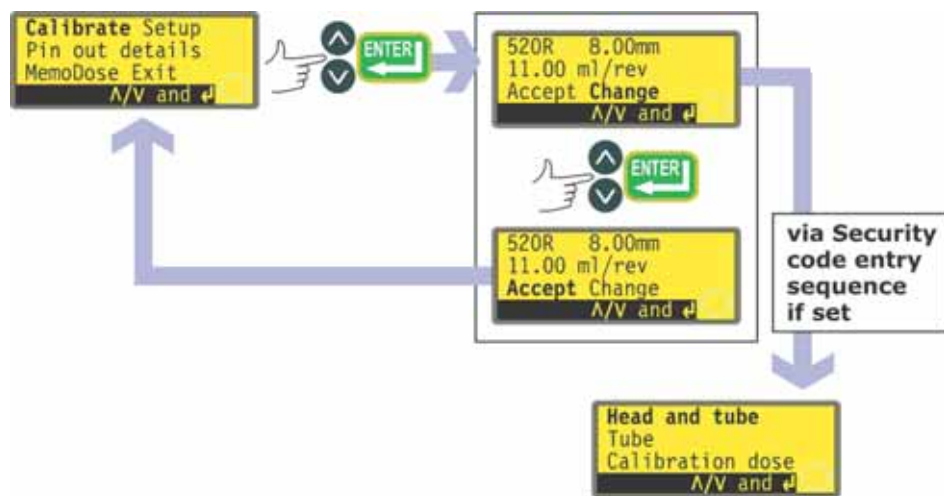 Calibrate Setup
Pin out details
MemoDose Exit
∧/∨ and ↲
ENTER
520R 8.00mm
11.00 ml/rev
Accept Change
∧/∨ and ↲
ENTER
520R 8.00mm
11.00 ml/rev
Accept Change
∧/∨ and ↲
via Security
code entry
sequence
if set
Head and tube
Tube
Calibration dose
∧/∨ and ↲